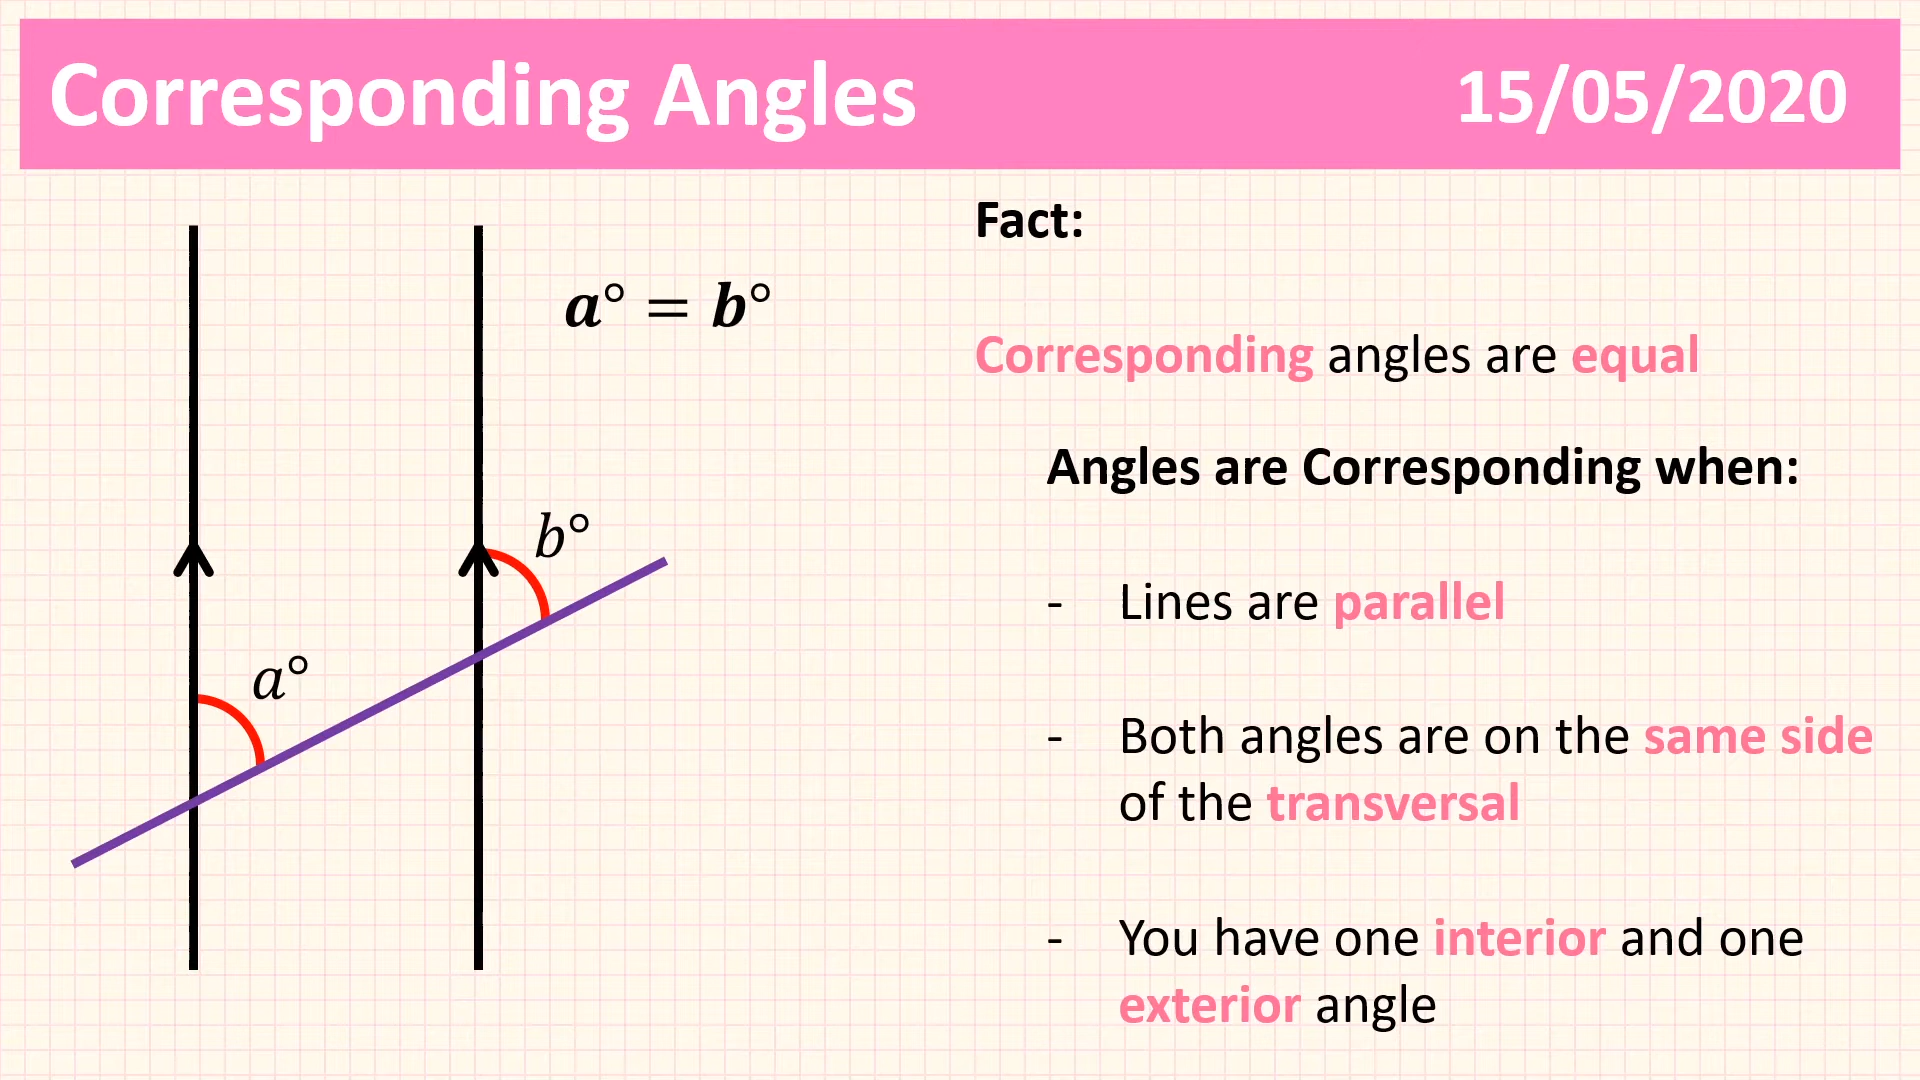 Corresponding Angles
15/05/2020
a° = b°
b°
a°
Fact:
Corresponding angles are equal
Angles are Corresponding when:
- Lines are parallel
- Both angles are on the same side
of the transversal
- You have one interior and one
exterior angle